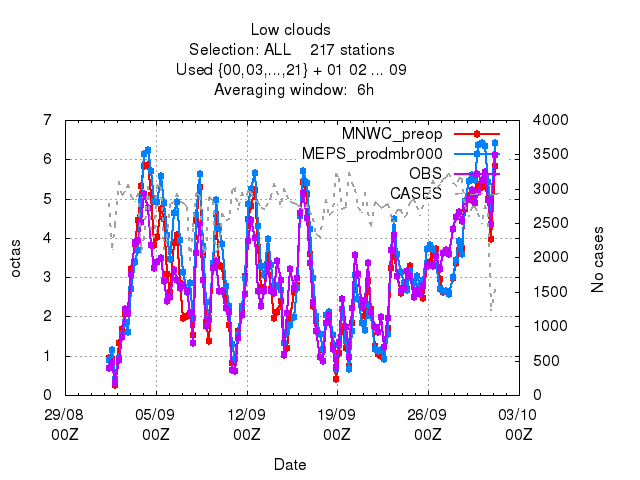 Low clouds
Selection: ALL    217 stations
Used {00,03,...,21} + 01 02 ... 09
Averaging window:  6h
7
6
5
4
3
2
1
0
octas
4000
3500
3000
2500
2000
1500
1000
500
0
No cases
MNWC_preop
MEPS_prodmbr000
OBS
CASES
29/08 05/09 12/09 19/09 26/09 03/10
00Z 00Z 00Z 00Z 00Z 00Z
Date